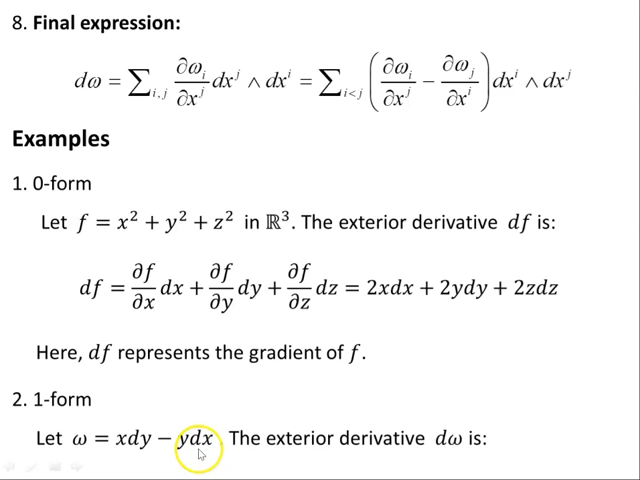 8. Final expression:
dω = ∑_{i,j} ∂ω_i/∂x^j dx^j ∧ dx^i = ∑_{i<j} (∂ω_i/∂x^j − ∂ω_j/∂x^i) dx^i ∧ dx^j
Examples
1. 0-form
Let f = x² + y² + z² in ℝ³. The exterior derivative df is:
df = ∂f/∂x dx + ∂f/∂y dy + ∂f/∂z dz = 2xdx + 2ydy + 2zdz
Here, df represents the gradient of f.
2. 1-form
Let ω = xdy − ydx. The exterior derivative dω is: